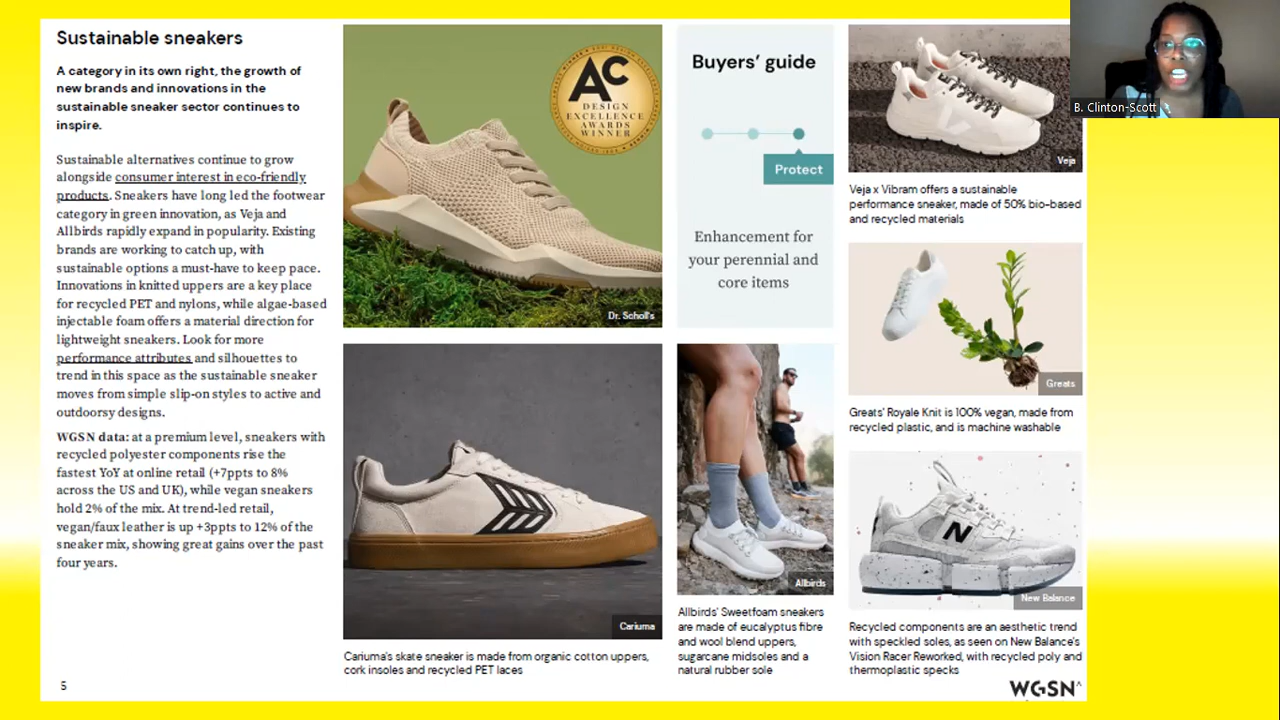 Sustainable sneakers
A category in its own right, the growth of
new brands and innovations in the
sustainable sneaker sector continues to
inspire.
Sustainable alternatives continue to grow
alongside consumer interest in eco-friendly
products. Sneakers have long led the footwear
category in green innovation, as Veja and
Allbirds rapidly expand in popularity. Existing
brands are working to catch up, with
sustainable options a must-have to keep pace.
Innovations in knitted uppers are a key place
for recycled PET and nylons, while algae-based
injectable foam offers a material direction for
lightweight sneakers. Look for more
performance attributes and silhouettes to
trend in this space as the sustainable sneaker
moves from simple slip-on styles to active and
outdoorsy designs.
WGSN data: at a premium level, sneakers with
recycled polyester components rise the
fastest YoY at online retail (+7ppts to 8%
across the US and UK), while vegan sneakers
hold 2% of the mix. At trend-led retail,
vegan/faux leather is up +3ppts to 12% of the
sneaker mix, showing great gains over the past
four years.
5
AC
DESIGN
EXCELLENCE
AWARDS
WINNER
Dr. Scholl's
Cariuma
Cariuma's skate sneaker is made from organic cotton uppers,
cork insoles and recycled PET laces
Buyers' guide
Protect
Enhancement for
your perennial and
core items
Allbirds
Allbirds' Sweetfoam sneakers
are made of eucalyptus fibre
and wool blend uppers,
sugarcane midsoles and a
natural rubber sole
Veja
Veja x Vibram offers a sustainable
performance sneaker, made of 50% bio-based
and recycled materials
Greats
Greats' Royale Knit is 100% vegan, made from
recycled plastic, and is machine washable
N
New Balance
Recycled components are an aesthetic trend
with speckled soles, as seen on New Balance's
Vision Racer Reworked, with recycled poly and
thermoplastic specks
WGSN^
B. Clinton-Scott